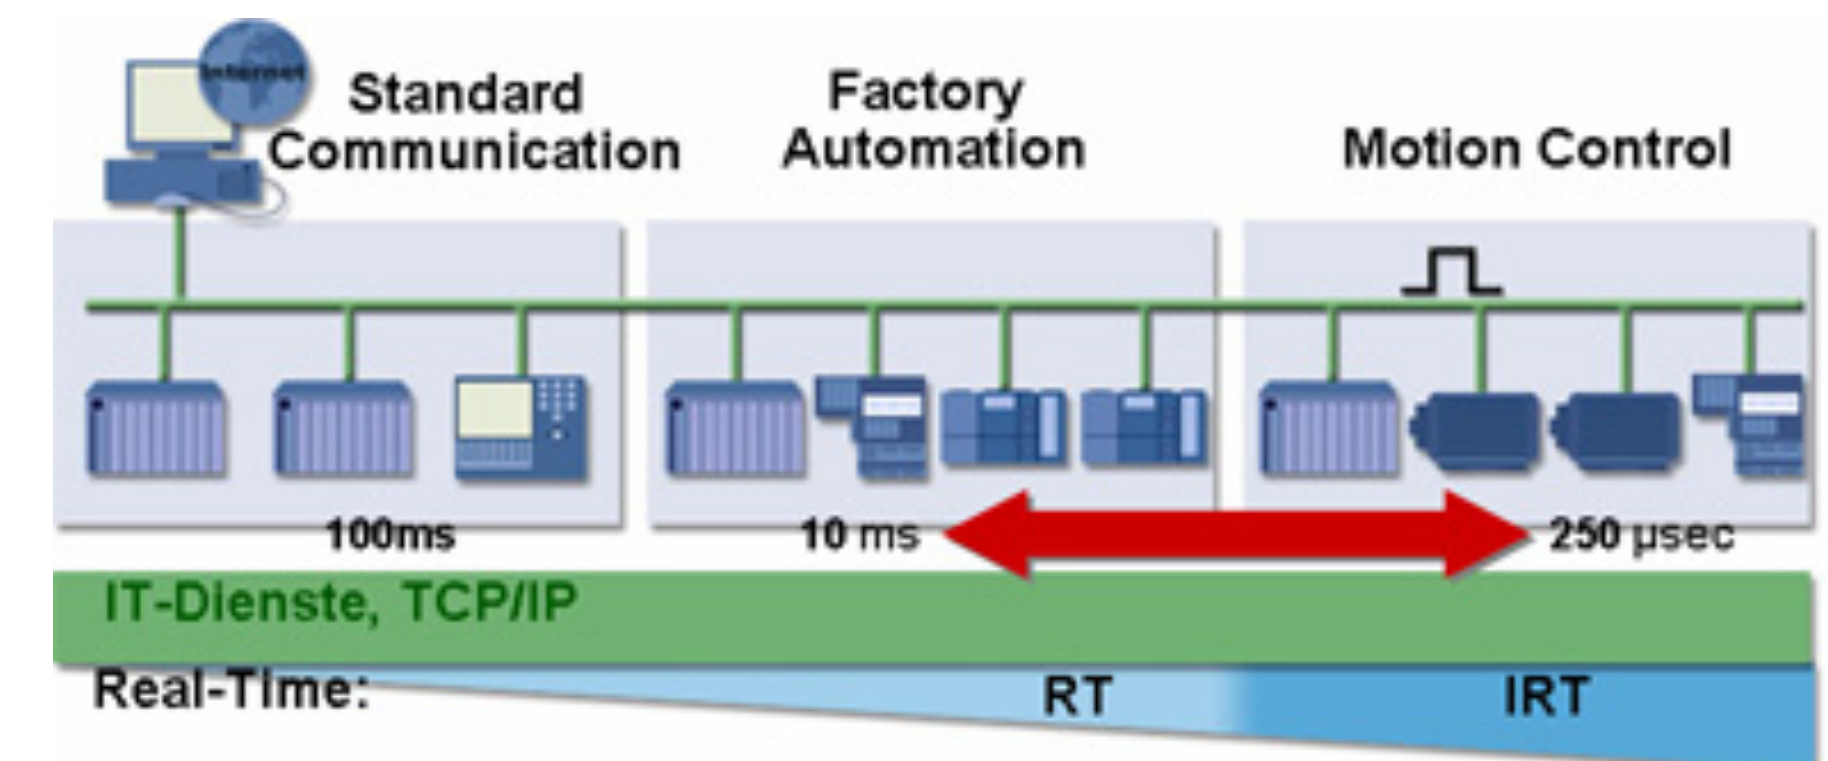 Internet
Standard
Communication
Factory
Automation
Motion Control
100ms
10 ms
250 µsec
IT-Dienste, TCP/IP
Real-Time:
RT
IRT